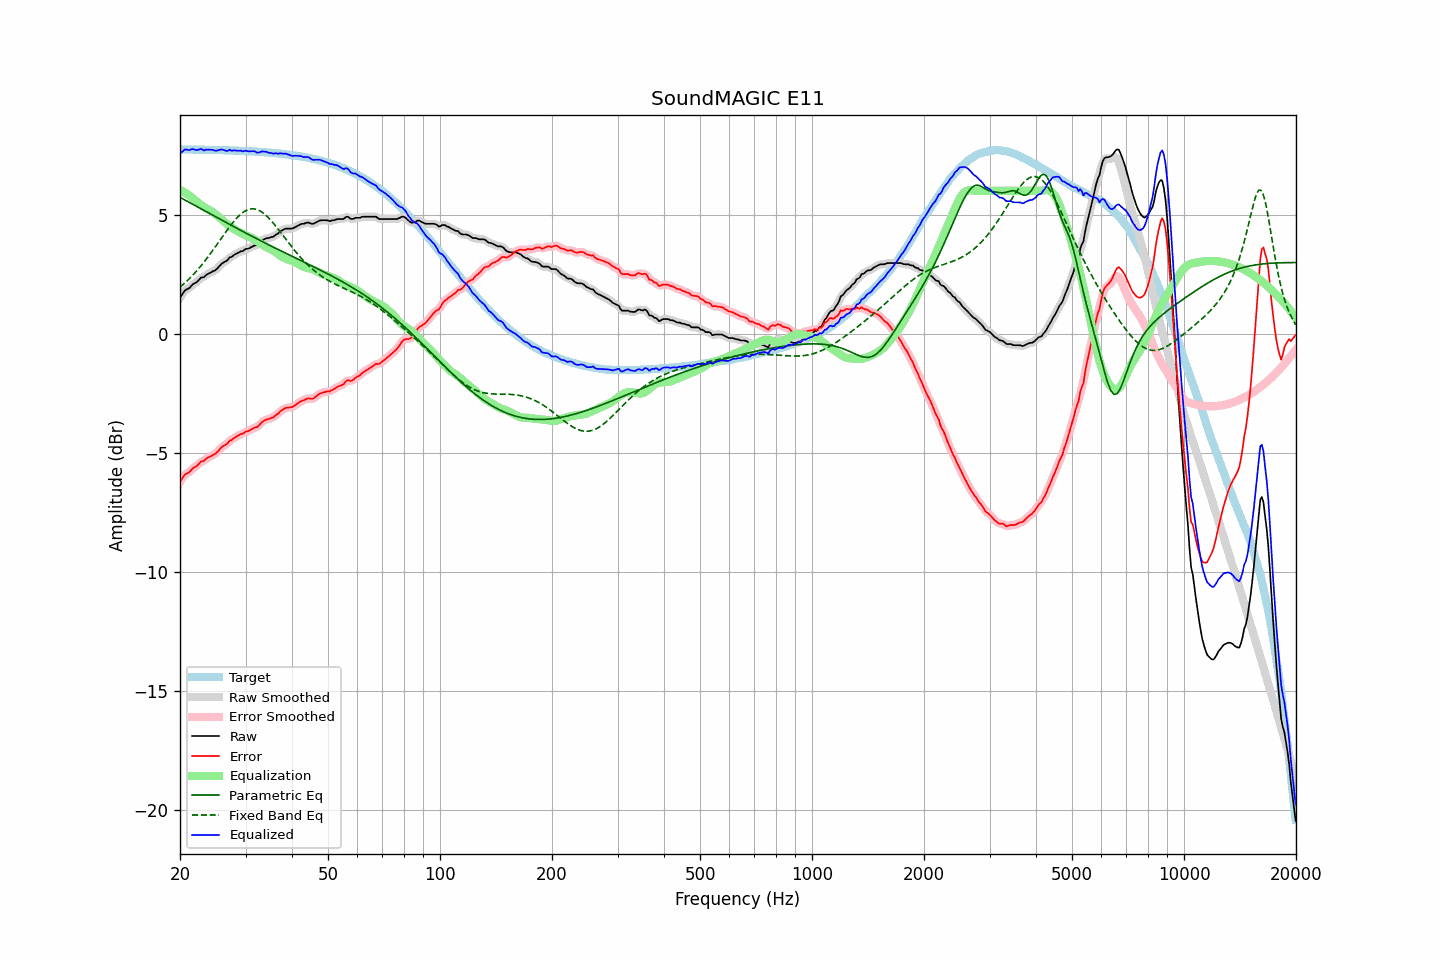 SoundMAGIC E11
Amplitude (dBr)
5
0
−5
−10
−15
−20
Target
Raw Smoothed
Error Smoothed
Raw
Error
Equalization
Parametric Eq
Fixed Band Eq
Equalized
20 50 100 200 500 1000 2000 5000 10000 20000
Frequency (Hz)